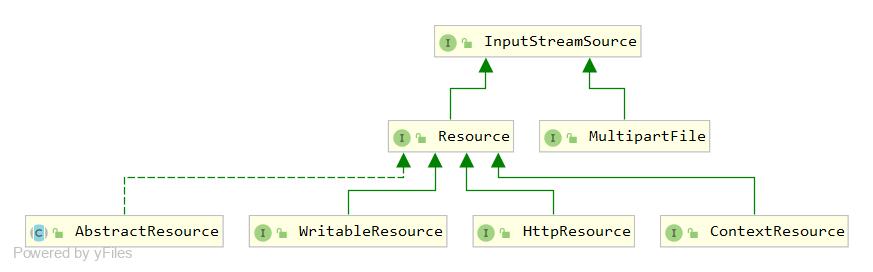 I InputStreamSource
I Resource
I MultipartFile
C AbstractResource
I WritableResource
I HttpResource
I ContextResource
Powered by yFiles